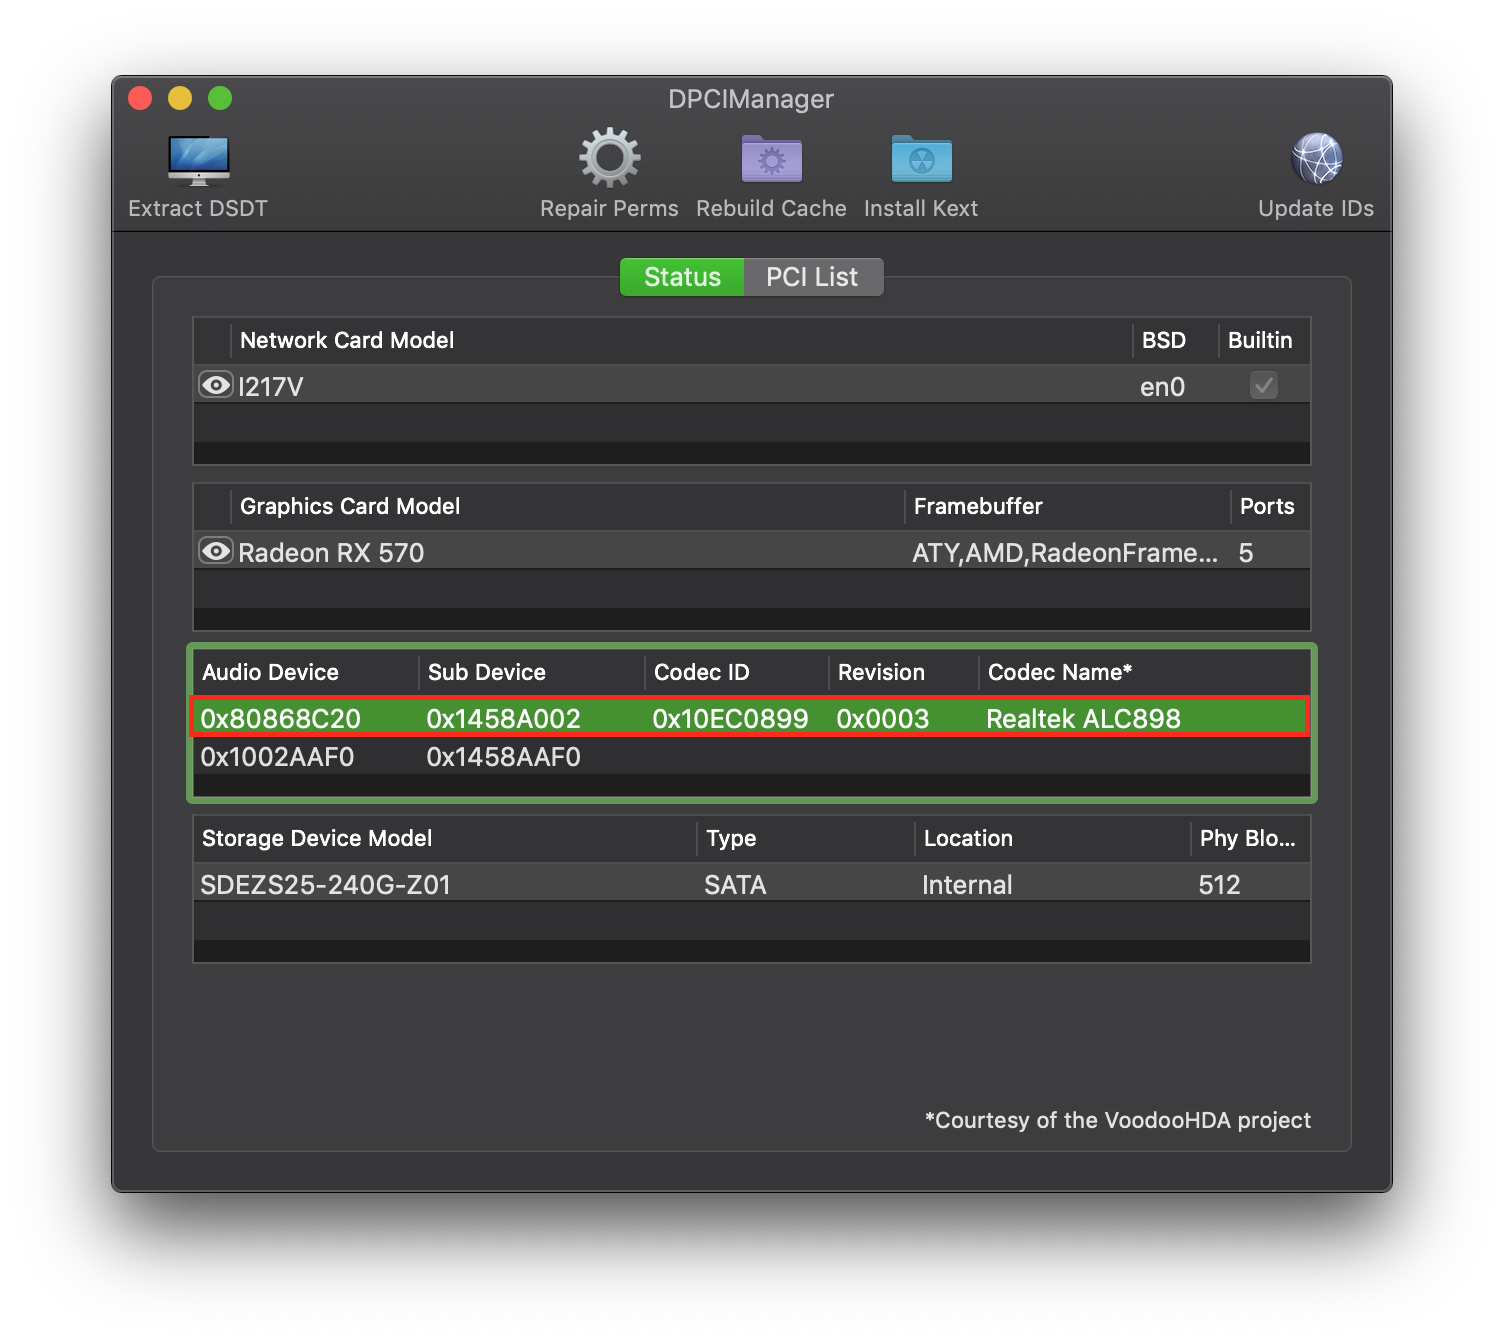 DPCIManager
Extract DSDT Repair Perms Rebuild Cache Install Kext Update IDs
Status PCI List
Network Card Model BSD Builtin
I217V en0
Graphics Card Model Framebuffer Ports
Radeon RX 570 ATY,AMD,RadeonFrame... 5
Audio Device Sub Device Codec ID Revision Codec Name*
0x80868C20 0x1458A002 0x10EC0899 0x0003 Realtek ALC898
0x1002AAF0 0x1458AAF0
Storage Device Model Type Location Phy Blo...
SDEZS25-240G-Z01 SATA Internal 512
*Courtesy of the VoodooHDA project